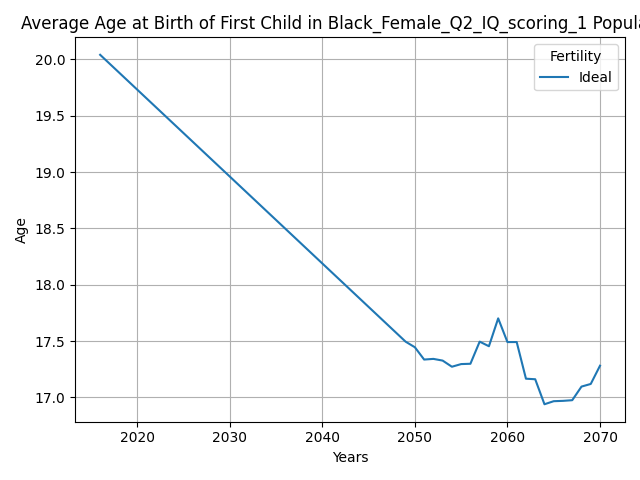 Average Age at Birth of First Child in Black_Female_Q2_IQ_scoring_1 Popula
Fertility
Ideal
20.0
19.5
19.0
18.5
18.0
17.5
17.0
Age
2020 2030 2040 2050 2060 2070
Years